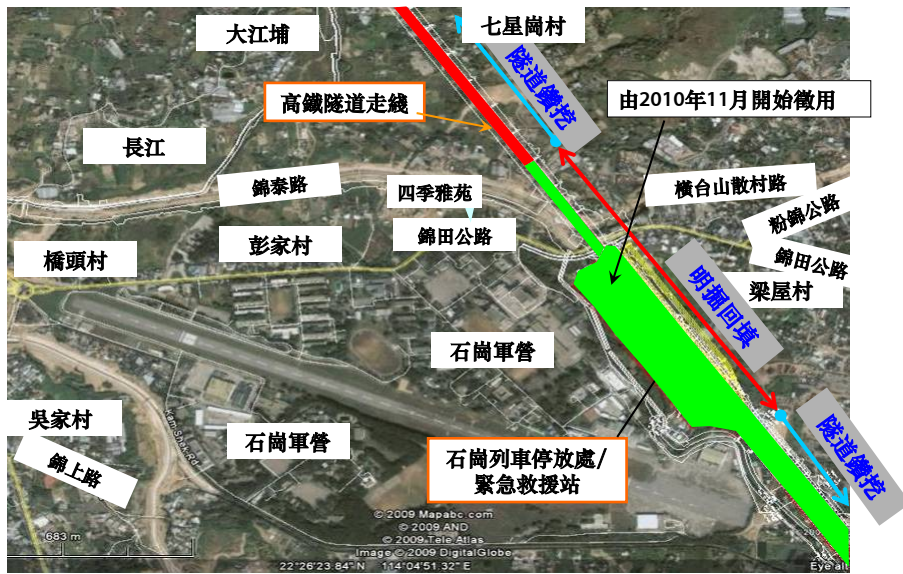 大江埔
七星崗村
隧道鑽挖
高鐵隧道走綫
由2010年11月開始徵用
長江
錦泰路
四季雅苑
橫台山散村路
粉錦公路
彭家村
錦田公路
錦田公路
橋頭村
梁屋村
明掘回填
石崗軍營
吳家村
石崗軍營
錦上路
Kam Shek Rd
石崗列車停放處/
緊急救援站
隧道鑽挖
© 2009 Mapabc.com
© 2009 AND
© 2009 Tele Atlas
Image © 2009 DigitalGlobe
683 m
22°26'23.84" N 114°04'51.32" E
Eye alt